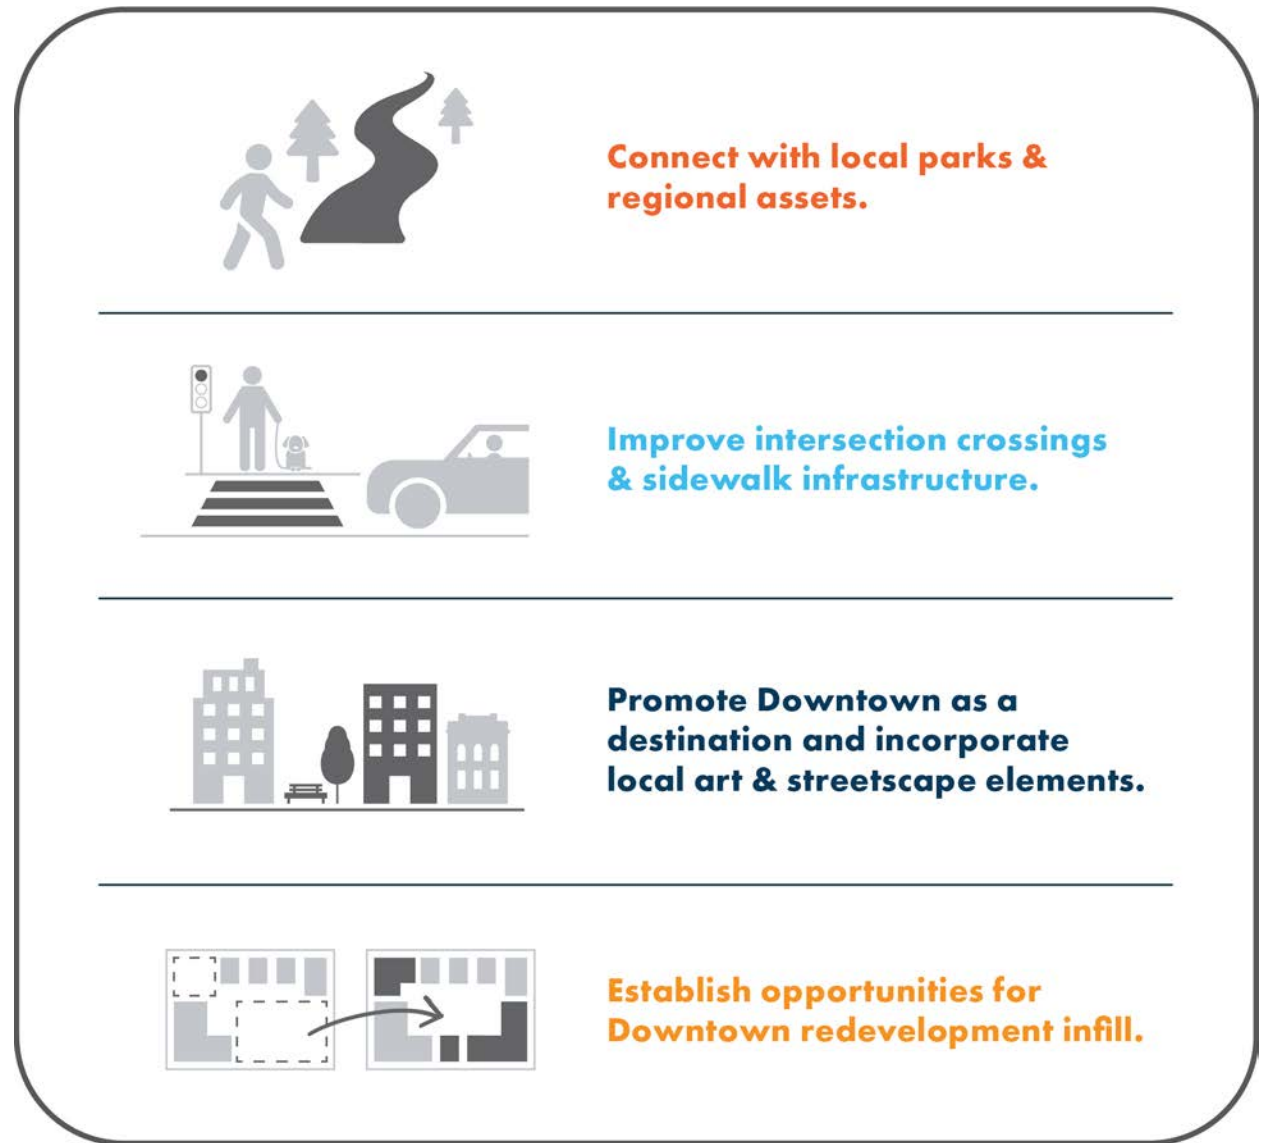 Connect with local parks &
regional assets.
Improve intersection crossings
& sidewalk infrastructure.
Promote Downtown as a
destination and incorporate
local art & streetscape elements.
Establish opportunities for
Downtown redevelopment infill.